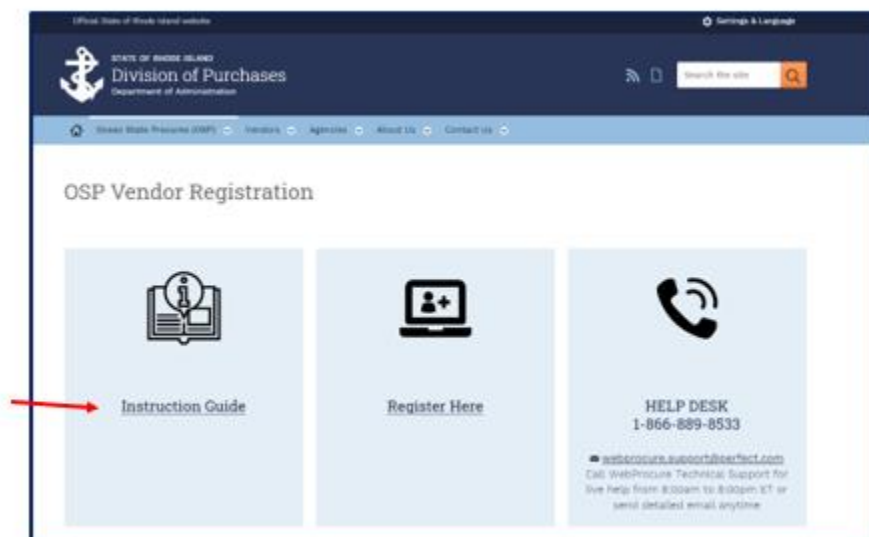 Official State of Rhode Island website
Settings & Language
STATE OF RHODE ISLAND
Division of Purchases
Department of Administration
Search the site
Ocean State Procures (OSP) Vendors Agencies About Us Contact Us
OSP Vendor Registration
Instruction Guide
Register Here
HELP DESK
1-866-889-8533
webprocure.support@perfect.com
Call WebProcure Technical Support for
live help from 8:00am to 8:00pm ET or
send detailed email anytime